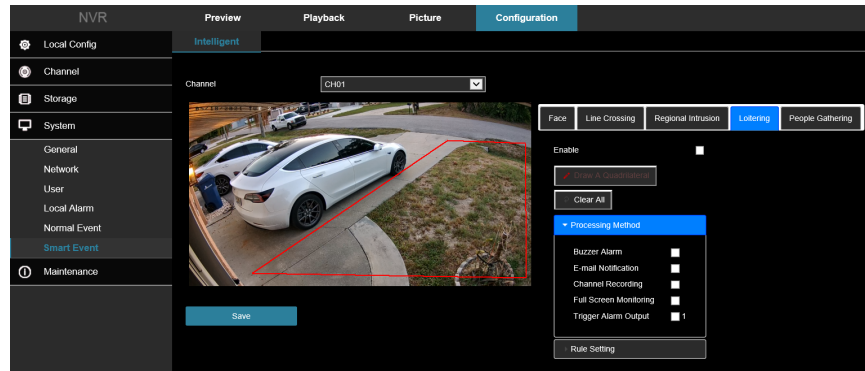 NVR Preview Playback Picture Configuration
Local Config
Intelligent
Channel
Storage
System
General
Network
User
Local Alarm
Normal Event
Smart Event
Maintenance
Channel CH01
Face Line Crossing Regional Intrusion Loitering People Gathering
Enable
Draw A Quadrilateral
Clear All
Processing Method
Buzzer Alarm
E-mail Notification
Channel Recording
Full Screen Monitoring
Trigger Alarm Output 1
Rule Setting
Save